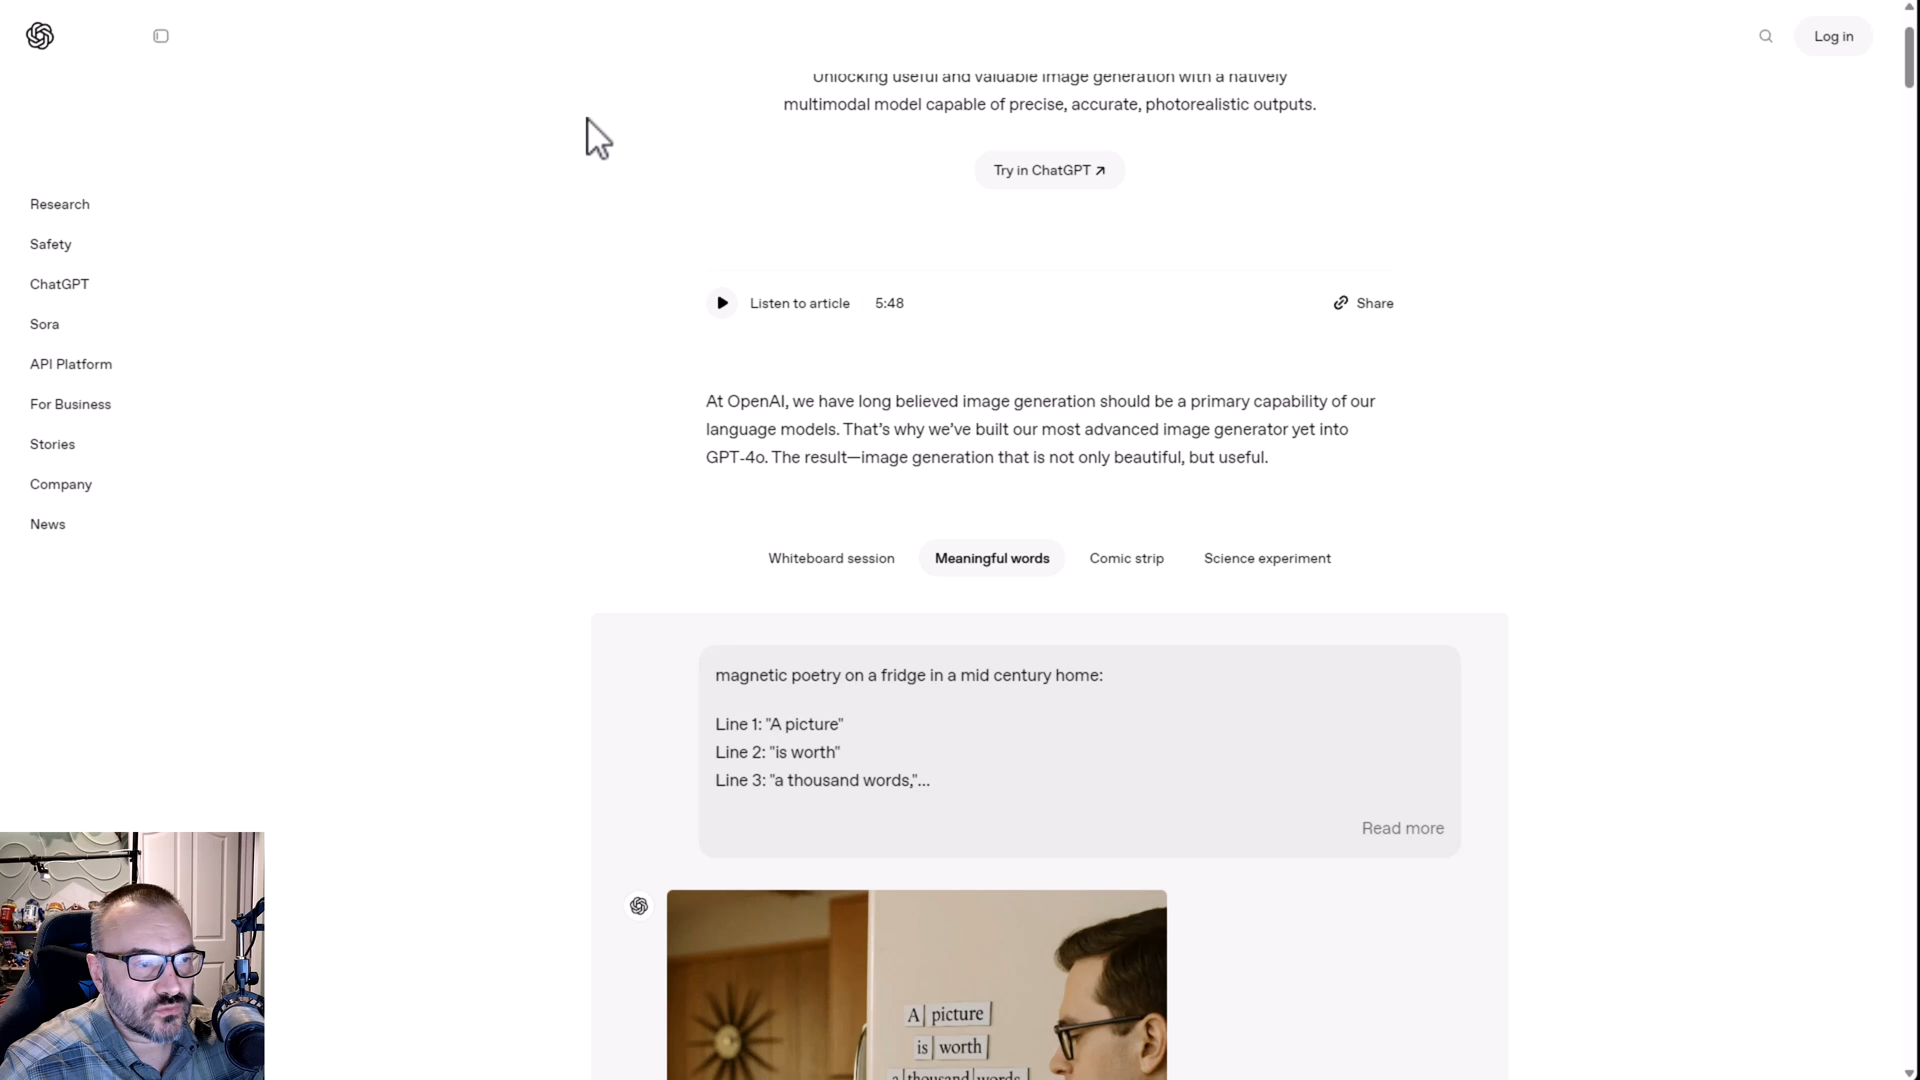 Log in
Unlocking useful and valuable image generation with a natively
multimodal model capable of precise, accurate, photorealistic outputs.
Try in ChatGPT ↗
Research
Safety
ChatGPT
Sora
API Platform
For Business
Stories
Company
News
Listen to article 5:48
Share
At OpenAI, we have long believed image generation should be a primary capability of our
language models. That’s why we’ve built our most advanced image generator yet into
GPT‑4o. The result—image generation that is not only beautiful, but useful.
Whiteboard session Meaningful words Comic strip Science experiment
magnetic poetry on a fridge in a mid century home:
Line 1: "A picture"
Line 2: "is worth"
Line 3: "a thousand words,"...
Read more
A picture
is worth
a thousand words